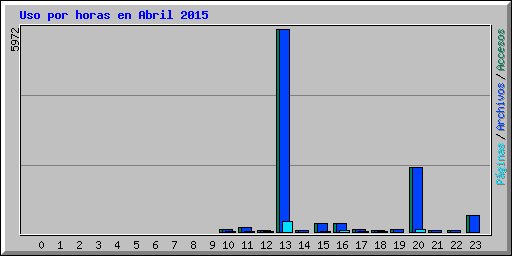 Uso por horas en Abril 2015
5972
0 1 2 3 4 5 6 7 8 9 10 11 12 13 14 15 16 17 18 19 20 21 22 23
Páginas / Archivos / Accesos